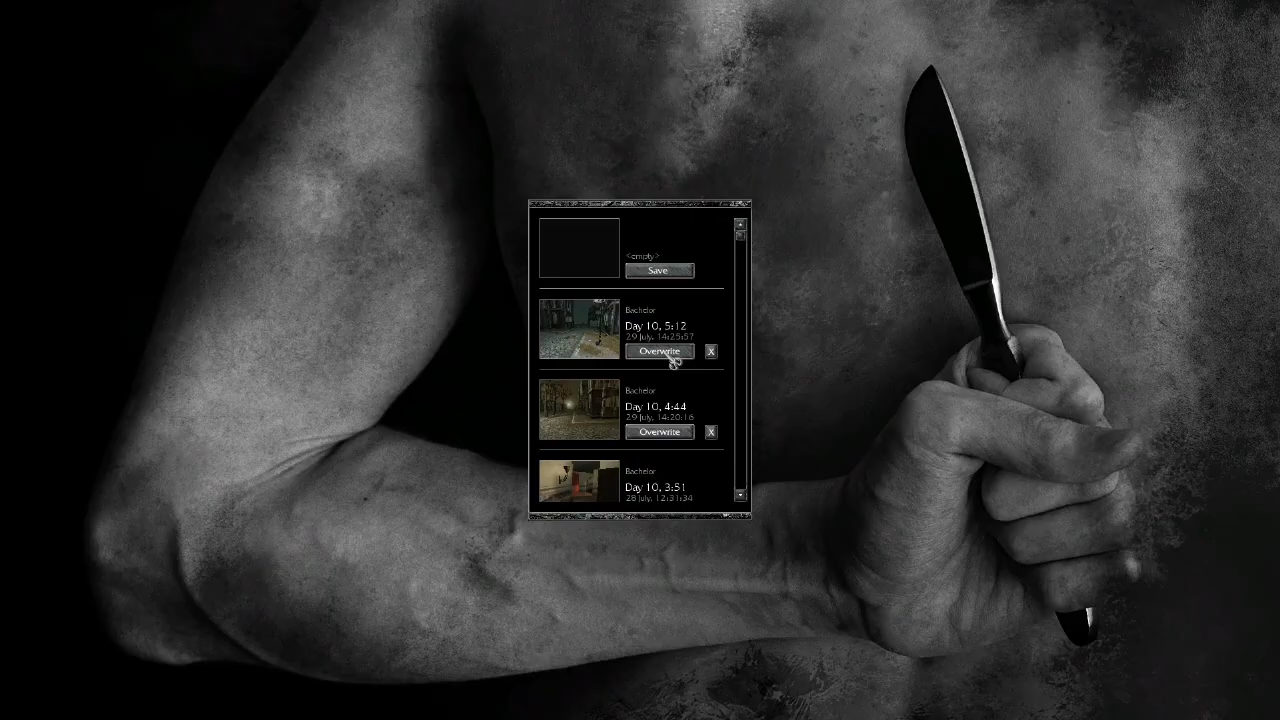 <empty>
Save
Bachelor
Day 10, 5:12
29 July, 14:25:57
Overwrite X
Bachelor
Day 10, 4:44
29 July, 14:20:16
Overwrite X
Bachelor
Day 10, 3:51
28 July, 12:31:34